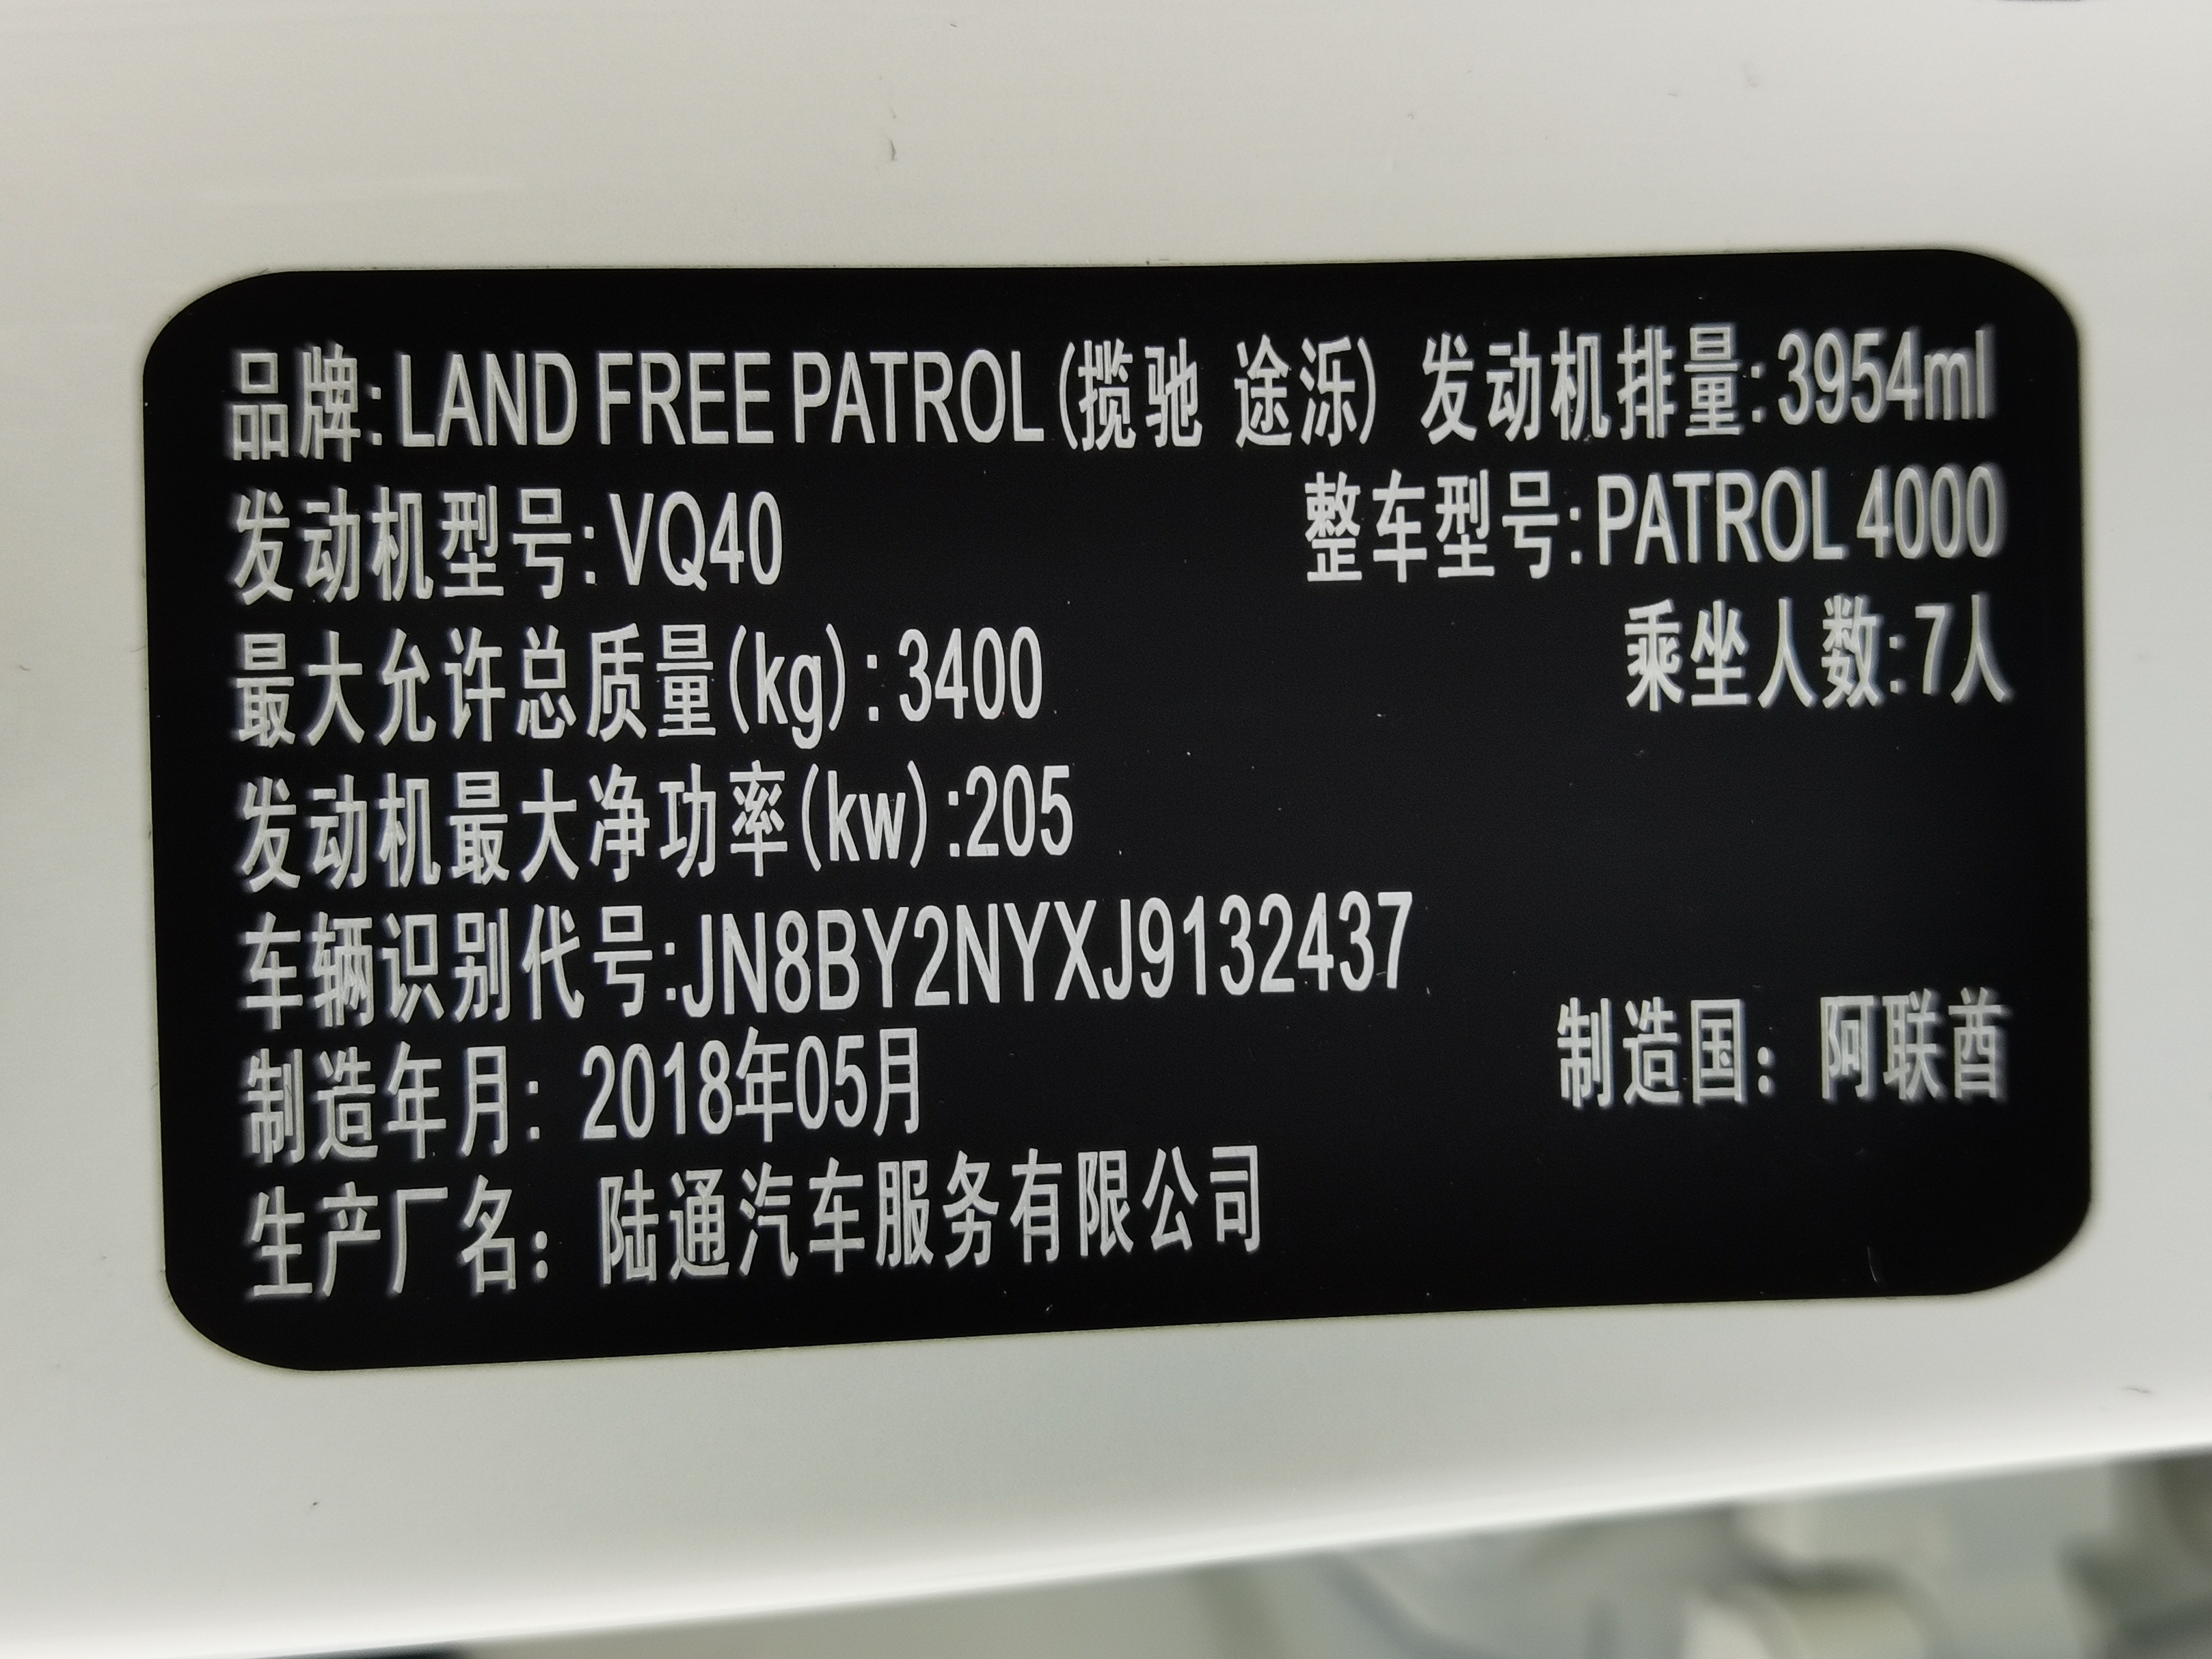 品牌:LAND FREE PATROL(揽驰 途泺) 发动机排量:3954ml
发动机型号:VQ40 整车型号:PATROL 4000
最大允许总质量(kg):3400 乘坐人数:7人
发动机最大净功率(kw):205
车辆识别代号:JN8BY2NYXJ9132437
制造年月: 2018年05月 制造国: 阿联酋
生产厂名: 陆通汽车服务有限公司